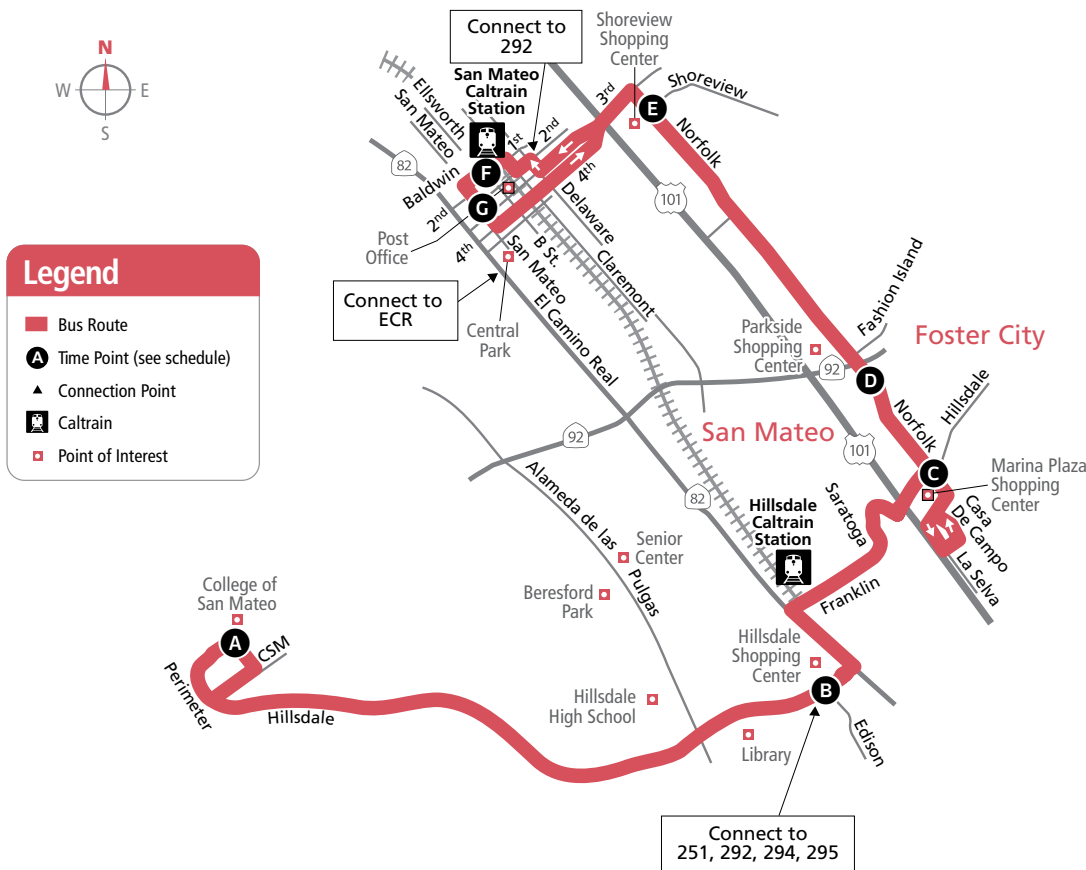 N
W
E
S
Connect to
292
Shoreview
Shopping
Center
San Mateo
Caltrain
Station
Ellsworth
San Mateo
3rd
Shoreview
E
Norfolk
1st
2nd
82
F
Baldwin
4th
101
G
2nd
Delaware
Post
Office
4th
B St.
San Mateo
Claremont
Connect to
ECR
Central
Park
El Camino Real
Fashion Island
Parkside
Shopping
Center
92
Foster City
D
Norfolk
Hillsdale
San Mateo
92
101
C
Marina Plaza
Shopping
Center
Alameda de las
Pulgas
82
Saratoga
Casa
De Campo
Hillsdale
Caltrain
Station
La Selva
Senior
Center
Beresford
Park
Franklin
College of
San Mateo
A
CSM
Perimeter
Hillsdale
Hillsdale
Shopping
Center
B
Hillsdale
High School
Library
Edison
Connect to
251, 292, 294, 295
Legend
Bus Route
A Time Point (see schedule)
Connection Point
Caltrain
Point of Interest